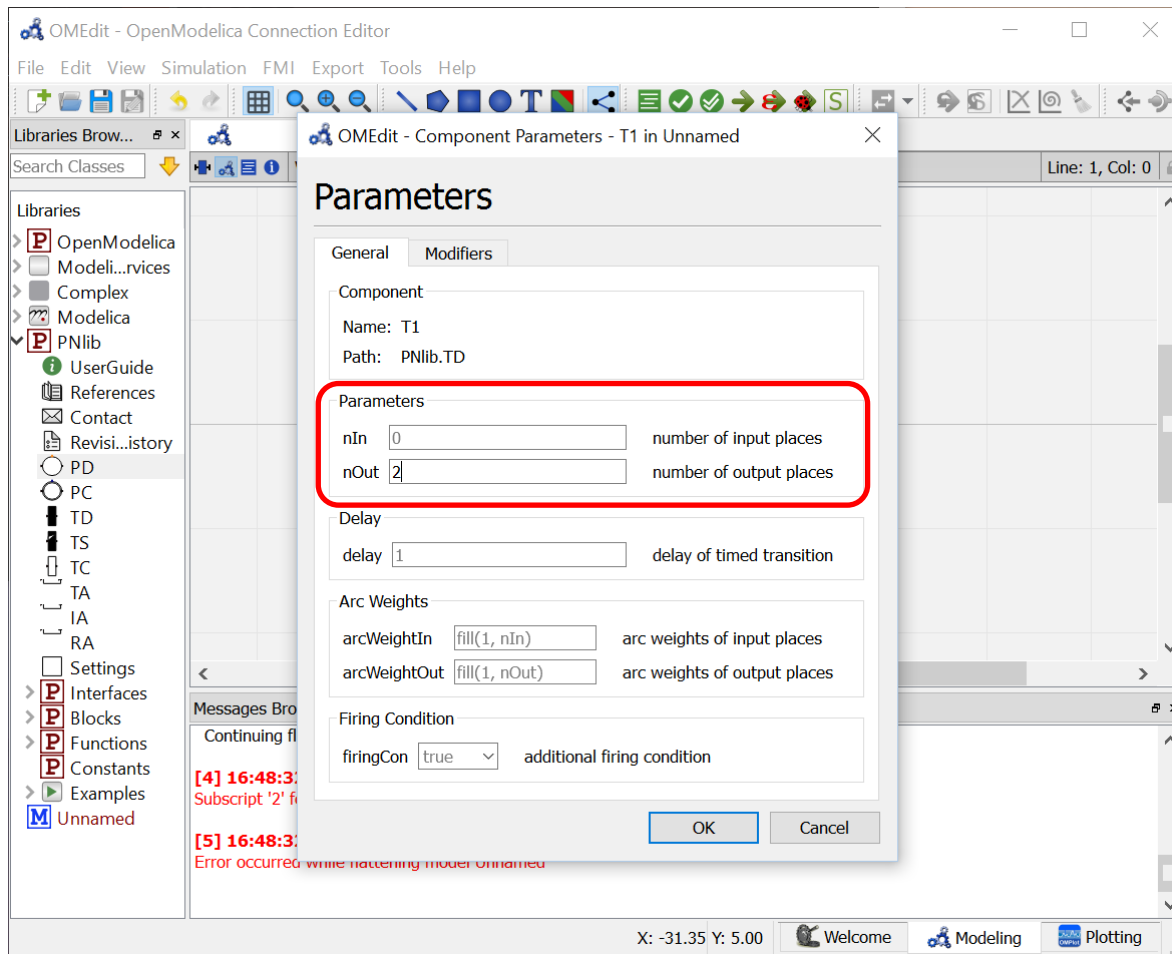 OMEdit - OpenModelica Connection Editor
File Edit View Simulation FMI Export Tools Help
T
S
Libraries Brow...
Search Classes
Line: 1, Col: 0
Libraries
P OpenModelica
Modeli...rvices
Complex
Modelica
P PNlib
UserGuide
References
Contact
Revisi...istory
PD
PC
TD
TS
TC
TA
IA
RA
Settings
P Interfaces
P Blocks
P Functions
P Constants
Examples
M Unnamed
OMEdit - Component Parameters - T1 in Unnamed
Parameters
General Modifiers
Component
Name: T1
Path: PNlib.TD
Parameters
nIn 0 number of input places
nOut 2 number of output places
Delay
delay 1 delay of timed transition
Arc Weights
arcWeightIn fill(1, nIn) arc weights of input places
arcWeightOut fill(1, nOut) arc weights of output places
Firing Condition
firingCon true additional firing condition
OK Cancel
Messages Bro
Continuing fl
[4] 16:48:3
Subscript '2' f
[5] 16:48:3
Error occurred while flattening model Unnamed
X: -31.35 Y: 5.00 Welcome Modeling Plotting